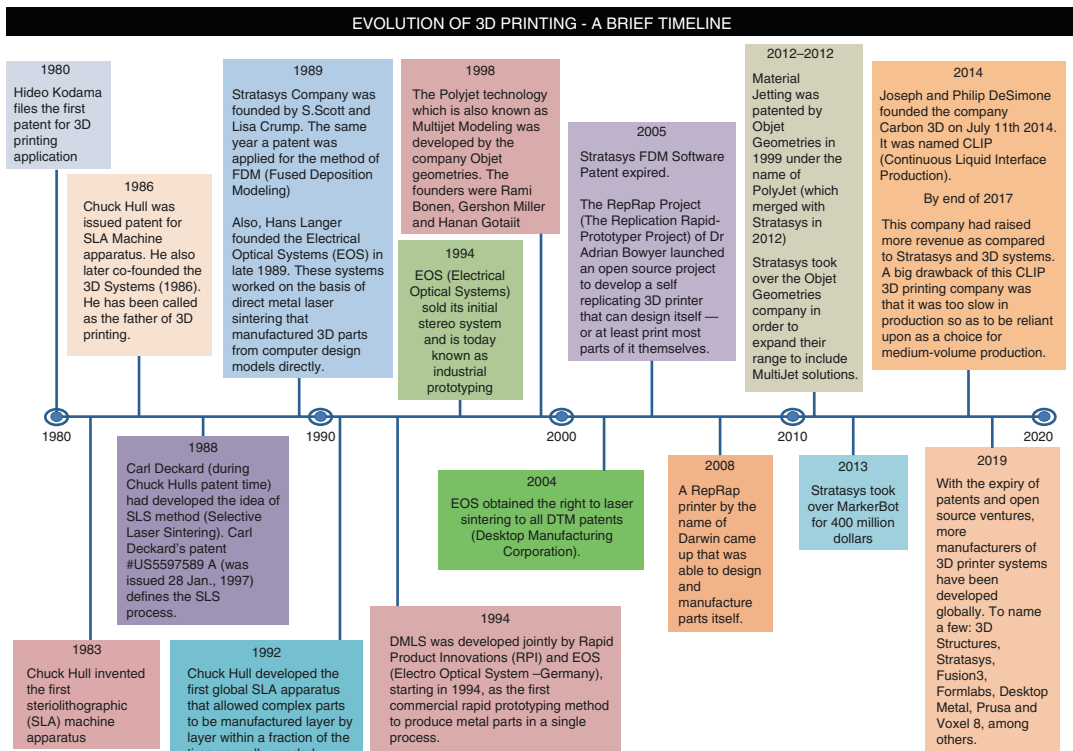 EVOLUTION OF 3D PRINTING - A BRIEF TIMELINE
1980
Hideo Kodama
files the first
patent for 3D
printing
application
1986
Chuck Hull was
issued patent for
SLA Machine
apparatus. He also
later co-founded the
3D Systems (1986).
He has been called
as the father of 3D
printing.
1989
Stratasys Company was
founded by S.Scott and
Lisa Crump. The same
year a patent was
applied for the method of
FDM (Fused Deposition
Modeling)
Also, Hans Langer
founded the Electrical
Optical Systems (EOS) in
late 1989. These systems
worked on the basis of
direct metal laser
sintering that
manufactured 3D parts
from computer design
models directly.
1998
The Polyjet technology
which is also known as
Multijet Modeling was
developed by the
company Objet
geometries. The
founders were Rami
Bonen, Gershon Miller
and Hanan Gotaiit
1994
EOS (Electrical
Optical Systems)
sold its initial
stereo system
and is today
known as
industrial
prototyping
2005
Stratasys FDM Software
Patent expired.
The RepRap Project
(The Replication Rapid-
Prototyper Project) of Dr
Adrian Bowyer launched
an open source project
to develop a self
replicating 3D printer
that can design itself —
or at least print most
parts of it themselves.
2012–2012
Material
Jetting was
patented by
Objet
Geometries in
1999 under the
name of
PolyJet (which
merged with
Stratasys in
2012)
Stratasys took
over the Objet
Geometries
company in
order to
expand their
range to include
MultiJet solutions.
2014
Joseph and Philip DeSimone
founded the company
Carbon 3D on July 11th 2014.
It was named CLIP
(Continuous Liquid Interface
Production).
By end of 2017
This company had raised
more revenue as compared
to Stratasys and 3D systems.
A big drawback of this CLIP
3D printing company was
that it was too slow in
production so as to be reliant
upon as a choice for
medium-volume production.
1980
1990
2000
2010
2020
1983
Chuck Hull invented
the first
steriolithographic
(SLA) machine
apparatus
1988
Carl Deckard (during
Chuck Hulls patent time)
had developed the idea of
SLS method (Selective
Laser Sintering). Carl
Deckard's patent
#US5597589 A (was
issued 28 Jan., 1997)
defines the SLS
process.
1992
Chuck Hull developed the
first global SLA apparatus
that allowed complex parts
to be manufactured layer by
layer within a fraction of the
1994
DMLS was developed jointly by Rapid
Product Innovations (RPI) and EOS
(Electro Optical System –Germany),
starting in 1994, as the first
commercial rapid prototyping method
to produce metal parts in a single
process.
2004
EOS obtained the right to laser
sintering to all DTM patents
(Desktop Manufacturing
Corporation).
2008
A RepRap
printer by the
name of
Darwin came
up that was
able to design
and
manufacture
parts itself.
2013
Stratasys took
over MarkerBot
for 400 million
dollars
2019
With the expiry of
patents and open
source ventures,
more
manufacturers of
3D printer systems
have been
developed
globally. To name
a few: 3D
Structures,
Stratasys,
Fusion3,
Formlabs, Desktop
Metal, Prusa and
Voxel 8, among
others.